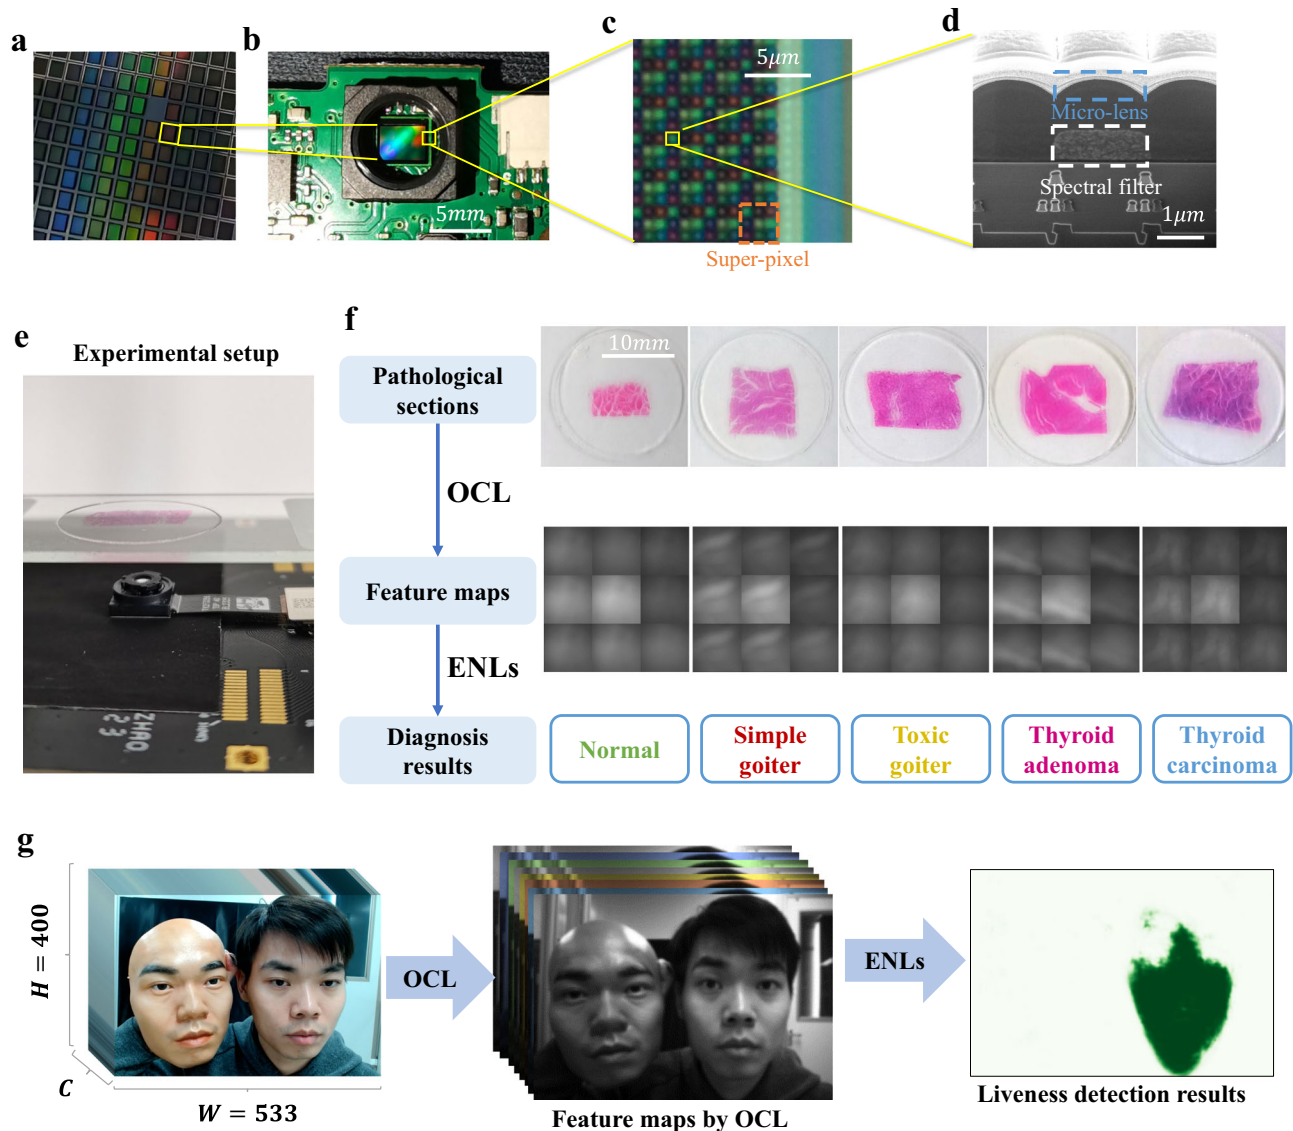 a
b
c
d
5mm
5μm
Super-pixel
Micro-lens
Spectral filter
1μm
e
Experimental setup
ZHAO.
23
f
Pathological
sections
10mm
OCL
Feature maps
ENLs
Diagnosis
results
Normal
Simple
goiter
Toxic
goiter
Thyroid
adenoma
Thyroid
carcinoma
g
H = 400
C
W = 533
OCL
Feature maps by OCL
ENLs
Liveness detection results